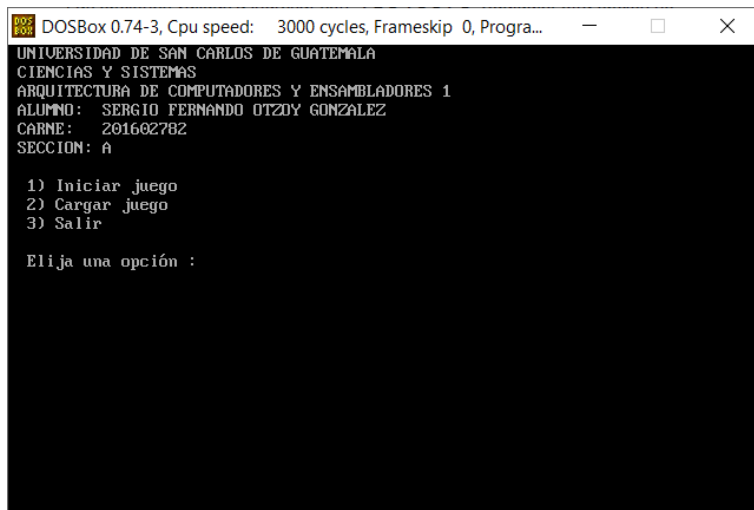 DOSBox 0.74-3, Cpu speed: 3000 cycles, Frameskip 0, Progra...
UNIVERSIDAD DE SAN CARLOS DE GUATEMALA
CIENCIAS Y SISTEMAS
ARQUITECTURA DE COMPUTADORES Y ENSAMBLADORES 1
ALUMNO: SERGIO FERNANDO OTZOY GONZALEZ
CARNE: 201602782
SECCION: A
1) Iniciar juego
2) Cargar juego
3) Salir
Elija una opción :